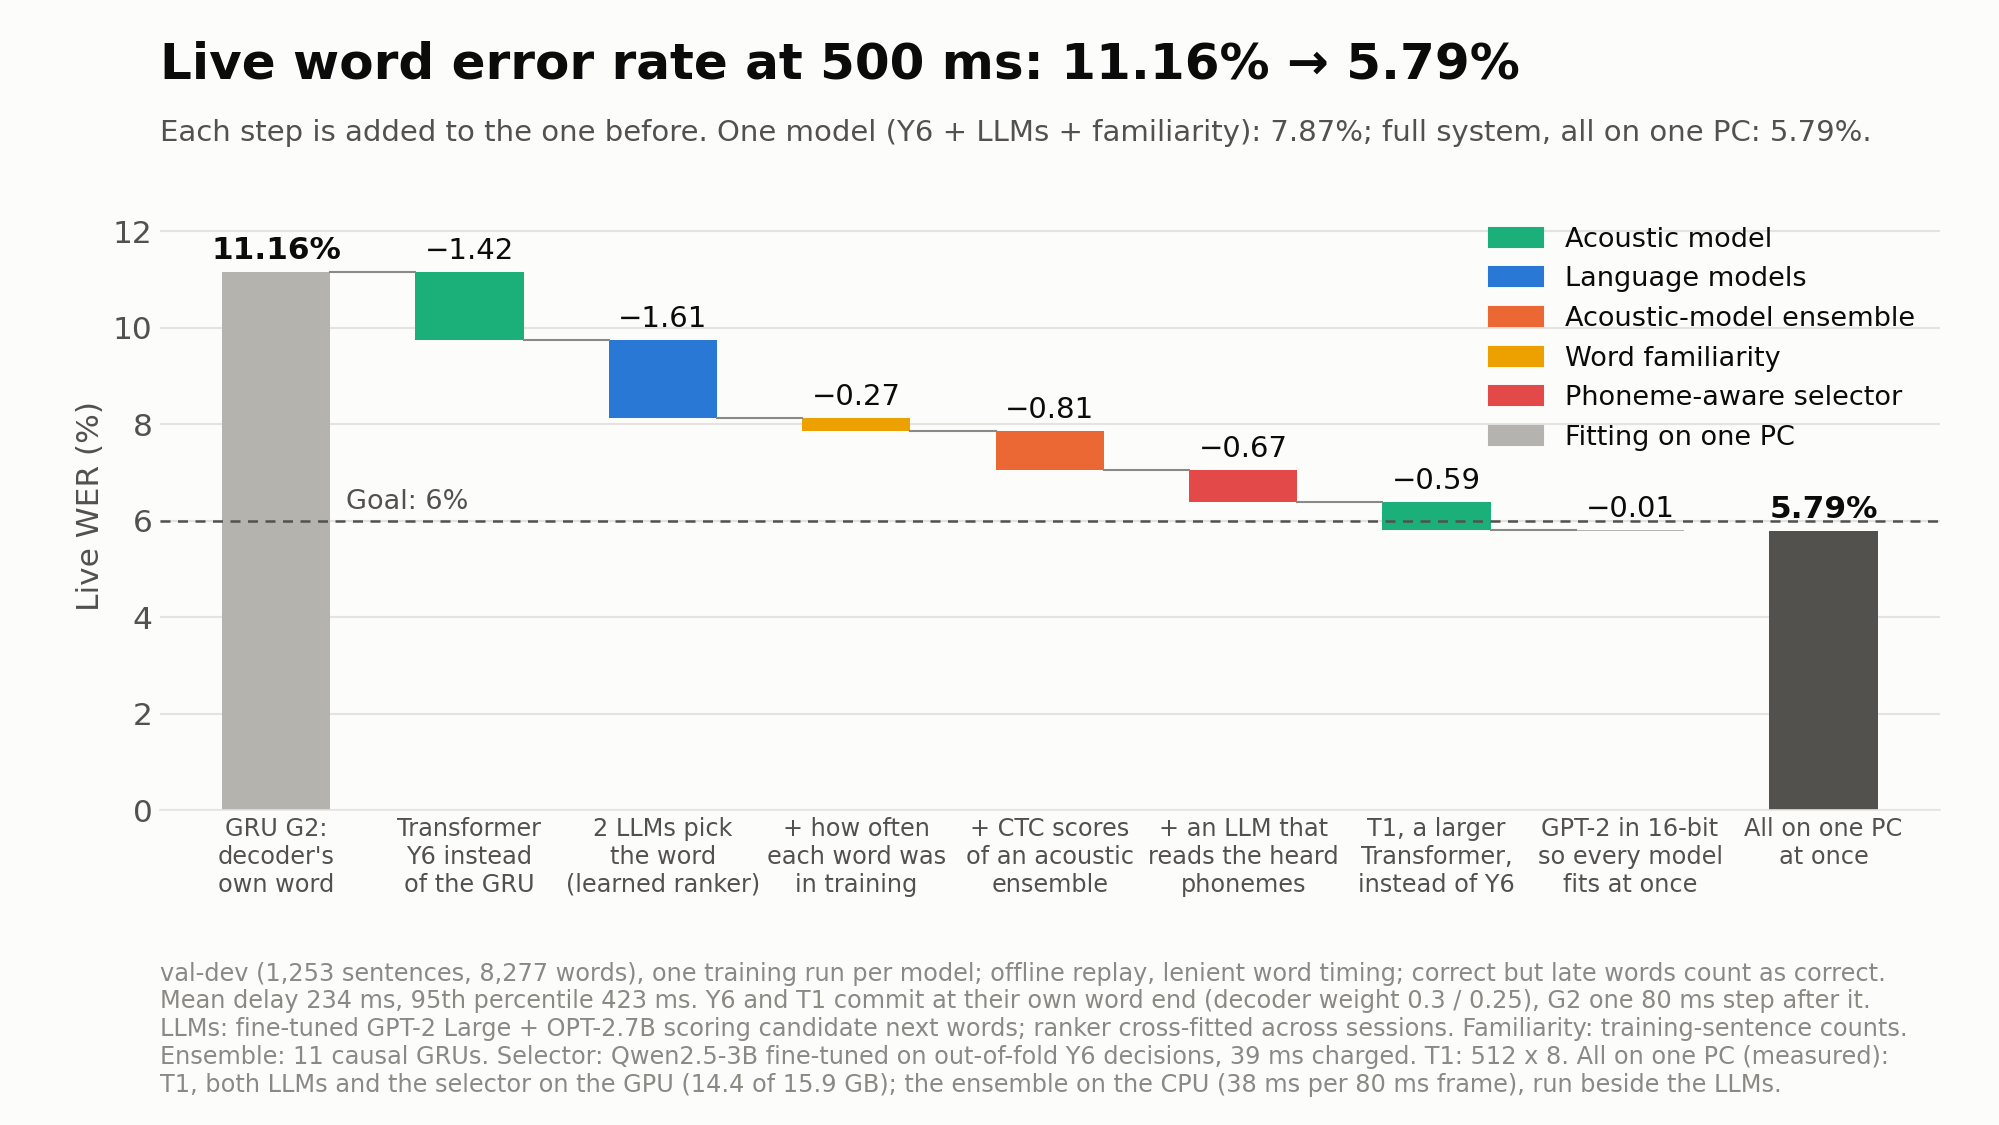 Live word error rate at 500 ms: 11.16% → 5.79%
Each step is added to the one before. One model (Y6 + LLMs + familiarity): 7.87%; full system, all on one PC: 5.79%.
Live WER (%)
12
10
8
6
4
2
0
11.16%
−1.42
−1.61
−0.27
−0.81
−0.67
−0.59
−0.01
5.79%
Goal: 6%
Acoustic model
Language models
Acoustic-model ensemble
Word familiarity
Phoneme-aware selector
Fitting on one PC
GRU G2:
decoder's
own word
Transformer
Y6 instead
of the GRU
2 LLMs pick
the word
(learned ranker)
+ how often
each word was
in training
+ CTC scores
of an acoustic
ensemble
+ an LLM that
reads the heard
phonemes
T1, a larger
Transformer,
instead of Y6
GPT-2 in 16-bit
so every model
fits at once
All on one PC
at once
val-dev (1,253 sentences, 8,277 words), one training run per model; offline replay, lenient word timing; correct but late words count as correct.
Mean delay 234 ms, 95th percentile 423 ms. Y6 and T1 commit at their own word end (decoder weight 0.3 / 0.25), G2 one 80 ms step after it.
LLMs: fine-tuned GPT-2 Large + OPT-2.7B scoring candidate next words; ranker cross-fitted across sessions. Familiarity: training-sentence counts.
Ensemble: 11 causal GRUs. Selector: Qwen2.5-3B fine-tuned on out-of-fold Y6 decisions, 39 ms charged. T1: 512 x 8. All on one PC (measured):
T1, both LLMs and the selector on the GPU (14.4 of 15.9 GB); the ensemble on the CPU (38 ms per 80 ms frame), run beside the LLMs.